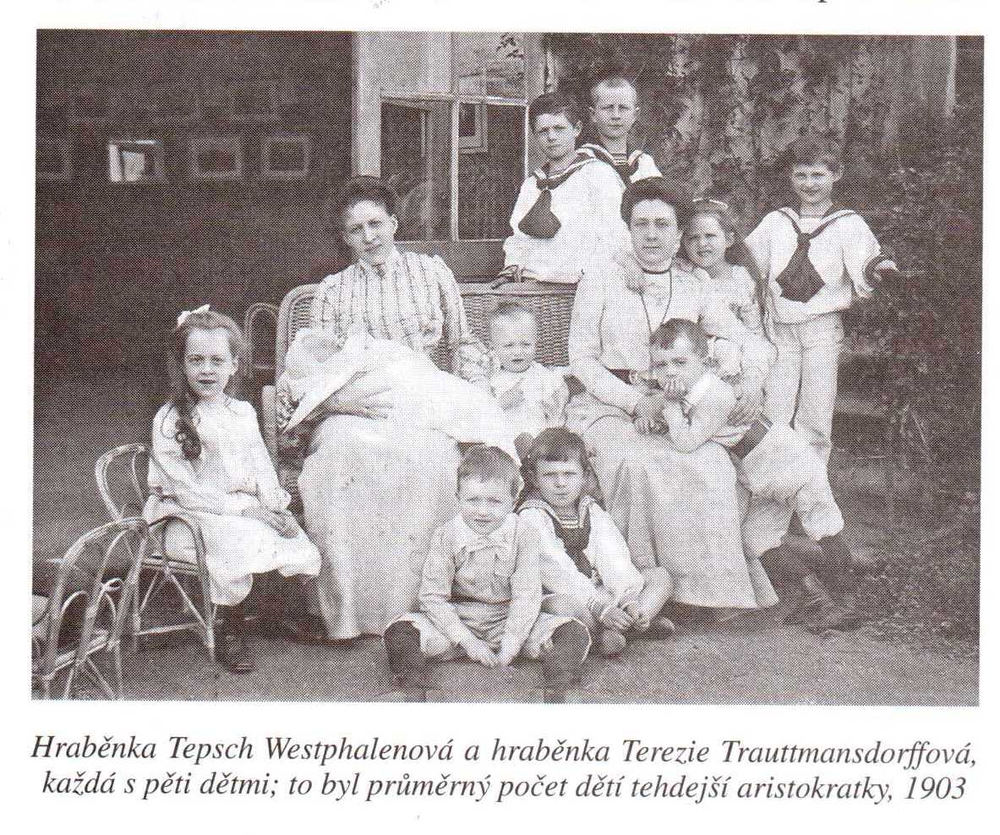 Hraběnka Tepsch Westphalenová a hraběnka Terezie Trauttmansdorffová,
každá s pěti dětmi; to byl průměrný počet dětí tehdejší aristokratky, 1903